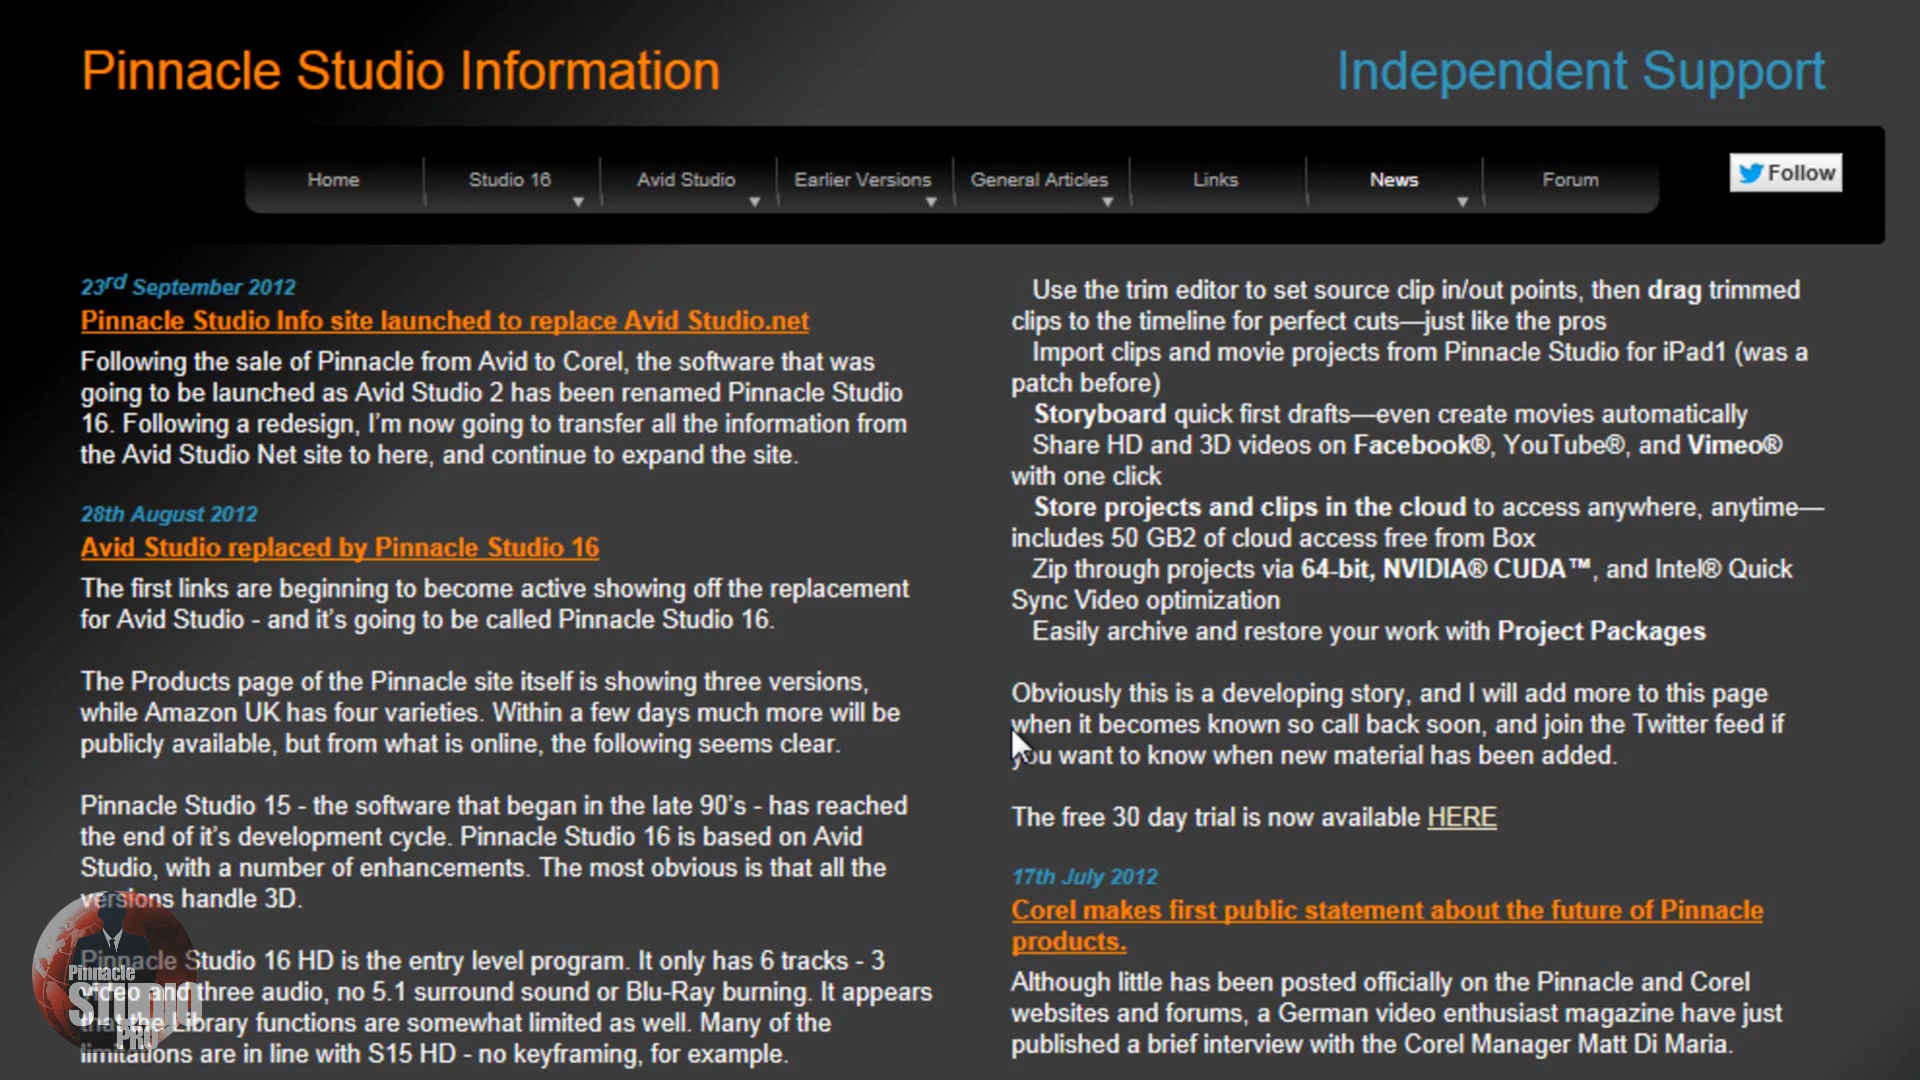 Pinnacle Studio Information
Independent Support
Home
Studio 16
Avid Studio
Earlier Versions
General Articles
Links
News
Forum
Follow
23rd September 2012
Pinnacle Studio Info site launched to replace Avid Studio.net
Following the sale of Pinnacle from Avid to Corel, the software that was
going to be launched as Avid Studio 2 has been renamed Pinnacle Studio
16. Following a redesign, I'm now going to transfer all the information from
the Avid Studio Net site to here, and continue to expand the site.
28th August 2012
Avid Studio replaced by Pinnacle Studio 16
The first links are beginning to become active showing off the replacement
for Avid Studio - and it's going to be called Pinnacle Studio 16.
The Products page of the Pinnacle site itself is showing three versions,
while Amazon UK has four varieties. Within a few days much more will be
publicly available, but from what is online, the following seems clear.
Pinnacle Studio 15 - the software that began in the late 90's - has reached
the end of it's development cycle. Pinnacle Studio 16 is based on Avid
Studio, with a number of enhancements. The most obvious is that all the
versions handle 3D.
Pinnacle Studio 16 HD is the entry level program. It only has 6 tracks - 3
video and three audio, no 5.1 surround sound or Blu-Ray burning. It appears
that the Library functions are somewhat limited as well. Many of the
limitations are in line with S15 HD - no keyframing, for example.
Use the trim editor to set source clip in/out points, then drag trimmed
clips to the timeline for perfect cuts—just like the pros
Import clips and movie projects from Pinnacle Studio for iPad1 (was a
patch before)
Storyboard quick first drafts—even create movies automatically
Share HD and 3D videos on Facebook®, YouTube®, and Vimeo®
with one click
Store projects and clips in the cloud to access anywhere, anytime—
includes 50 GB2 of cloud access free from Box
Zip through projects via 64-bit, NVIDIA® CUDA™, and Intel® Quick
Sync Video optimization
Easily archive and restore your work with Project Packages
Obviously this is a developing story, and I will add more to this page
when it becomes known so call back soon, and join the Twitter feed if
you want to know when new material has been added.
The free 30 day trial is now available HERE
17th July 2012
Corel makes first public statement about the future of Pinnacle
products.
Although little has been posted officially on the Pinnacle and Corel
websites and forums, a German video enthusiast magazine have just
published a brief interview with the Corel Manager Matt Di Maria.
Pinnacle
STUDIO
PRO